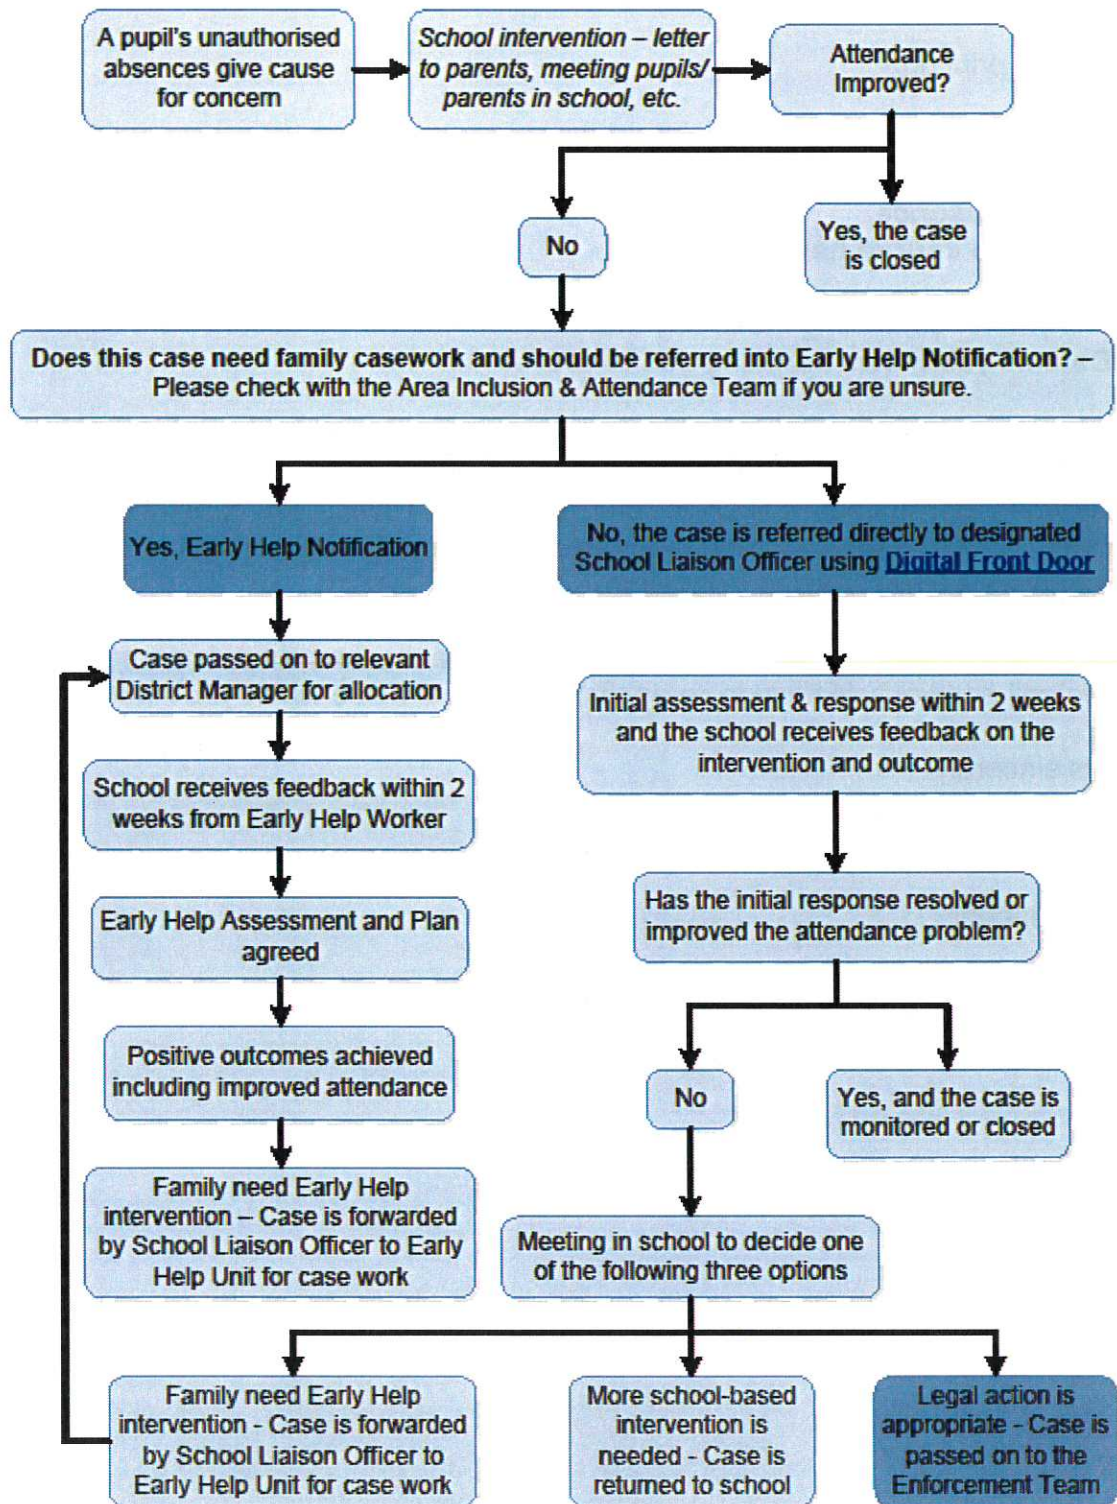 A pupil's unauthorised
absences give cause
for concern
School intervention – letter
to parents, meeting pupils/
parents in school, etc.
Attendance
Improved?
No
Yes, the case
is closed
Does this case need family casework and should be referred into Early Help Notification? –
Please check with the Area Inclusion & Attendance Team if you are unsure.
Yes, Early Help Notification
No, the case is referred directly to designated
School Liaison Officer using Digital Front Door
Case passed on to relevant
District Manager for allocation
Initial assessment & response within 2 weeks
and the school receives feedback on the
intervention and outcome
School receives feedback within 2
weeks from Early Help Worker
Has the initial response resolved or
improved the attendance problem?
Early Help Assessment and Plan
agreed
Positive outcomes achieved
including improved attendance
No
Yes, and the case is
monitored or closed
Family need Early Help
intervention – Case is forwarded
by School Liaison Officer to Early
Help Unit for case work
Meeting in school to decide one
of the following three options
Family need Early Help
intervention - Case is forwarded
by School Liaison Officer to
Early Help Unit for case work
More school-based
intervention is
needed - Case is
returned to school
Legal action is
appropriate - Case is
passed on to the
Enforcement Team